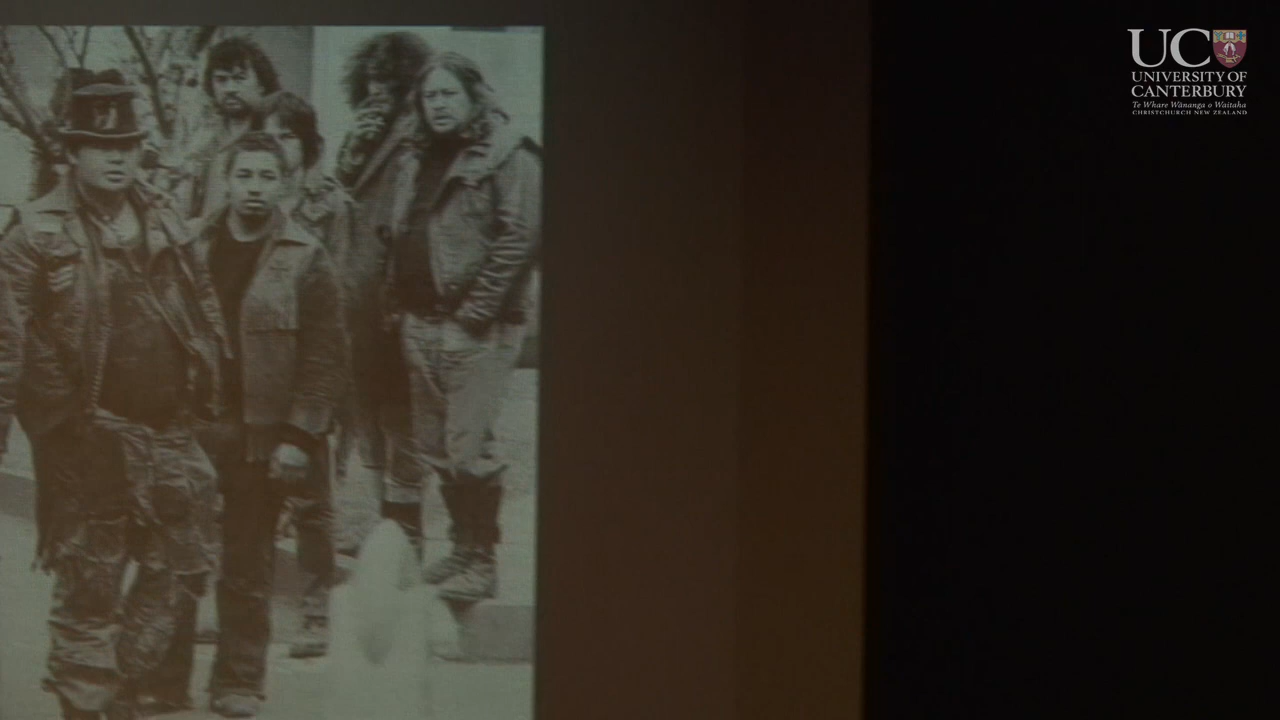 UC
UNIVERSITY OF
CANTERBURY
Te Whare Wānanga o Waitaha
CHRISTCHURCH NEW ZEALAND